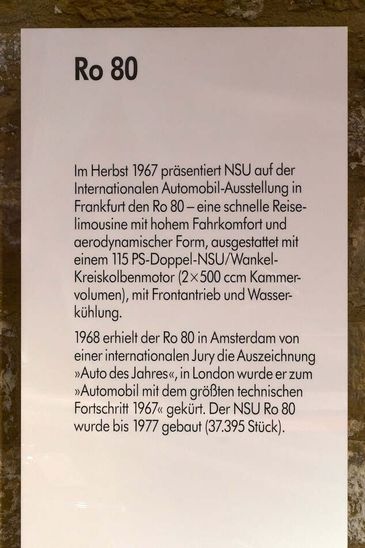 Ro 80
Im Herbst 1967 präsentiert NSU auf der
Internationalen Automobil-Ausstellung in
Frankfurt den Ro 80 – eine schnelle Reise-
limousine mit hohem Fahrkomfort und
aerodynamischer Form, ausgestattet mit
einem 115 PS-Doppel-NSU/Wankel-
Kreiskolbenmotor (2×500 ccm Kammer-
volumen), mit Frontantrieb und Wasser-
kühlung.
1968 erhielt der Ro 80 in Amsterdam von
einer internationalen Jury die Auszeichnung
»Auto des Jahres«, in London wurde er zum
»Automobil mit dem größten technischen
Fortschritt 1967« gekürt. Der NSU Ro 80
wurde bis 1977 gebaut (37.395 Stück).